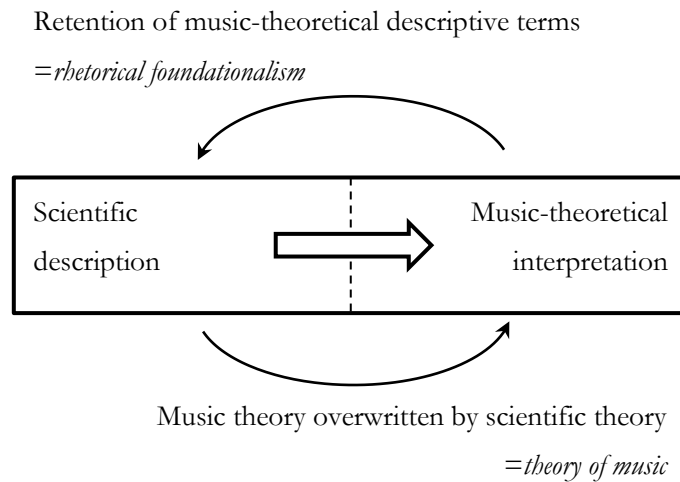 Retention of music-theoretical descriptive terms
=rhetorical foundationalism
Scientific
description
Music-theoretical
interpretation
Music theory overwritten by scientific theory
=theory of music